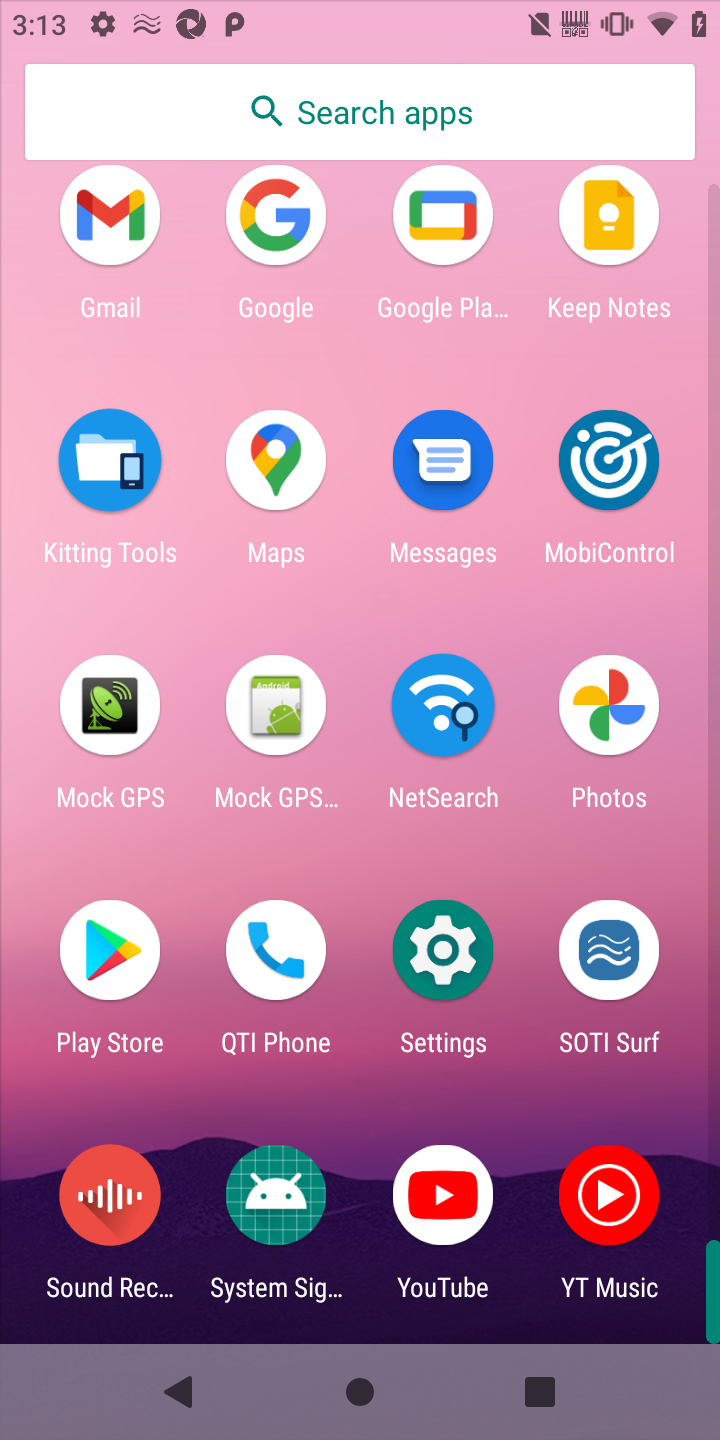 3:13
Search apps
Gmail Google Google Pla... Keep Notes
Kitting Tools Maps Messages MobiControl
Android
Mock GPS Mock GPS... NetSearch Photos
Play Store QTI Phone Settings SOTI Surf
Sound Rec... System Sig... YouTube YT Music